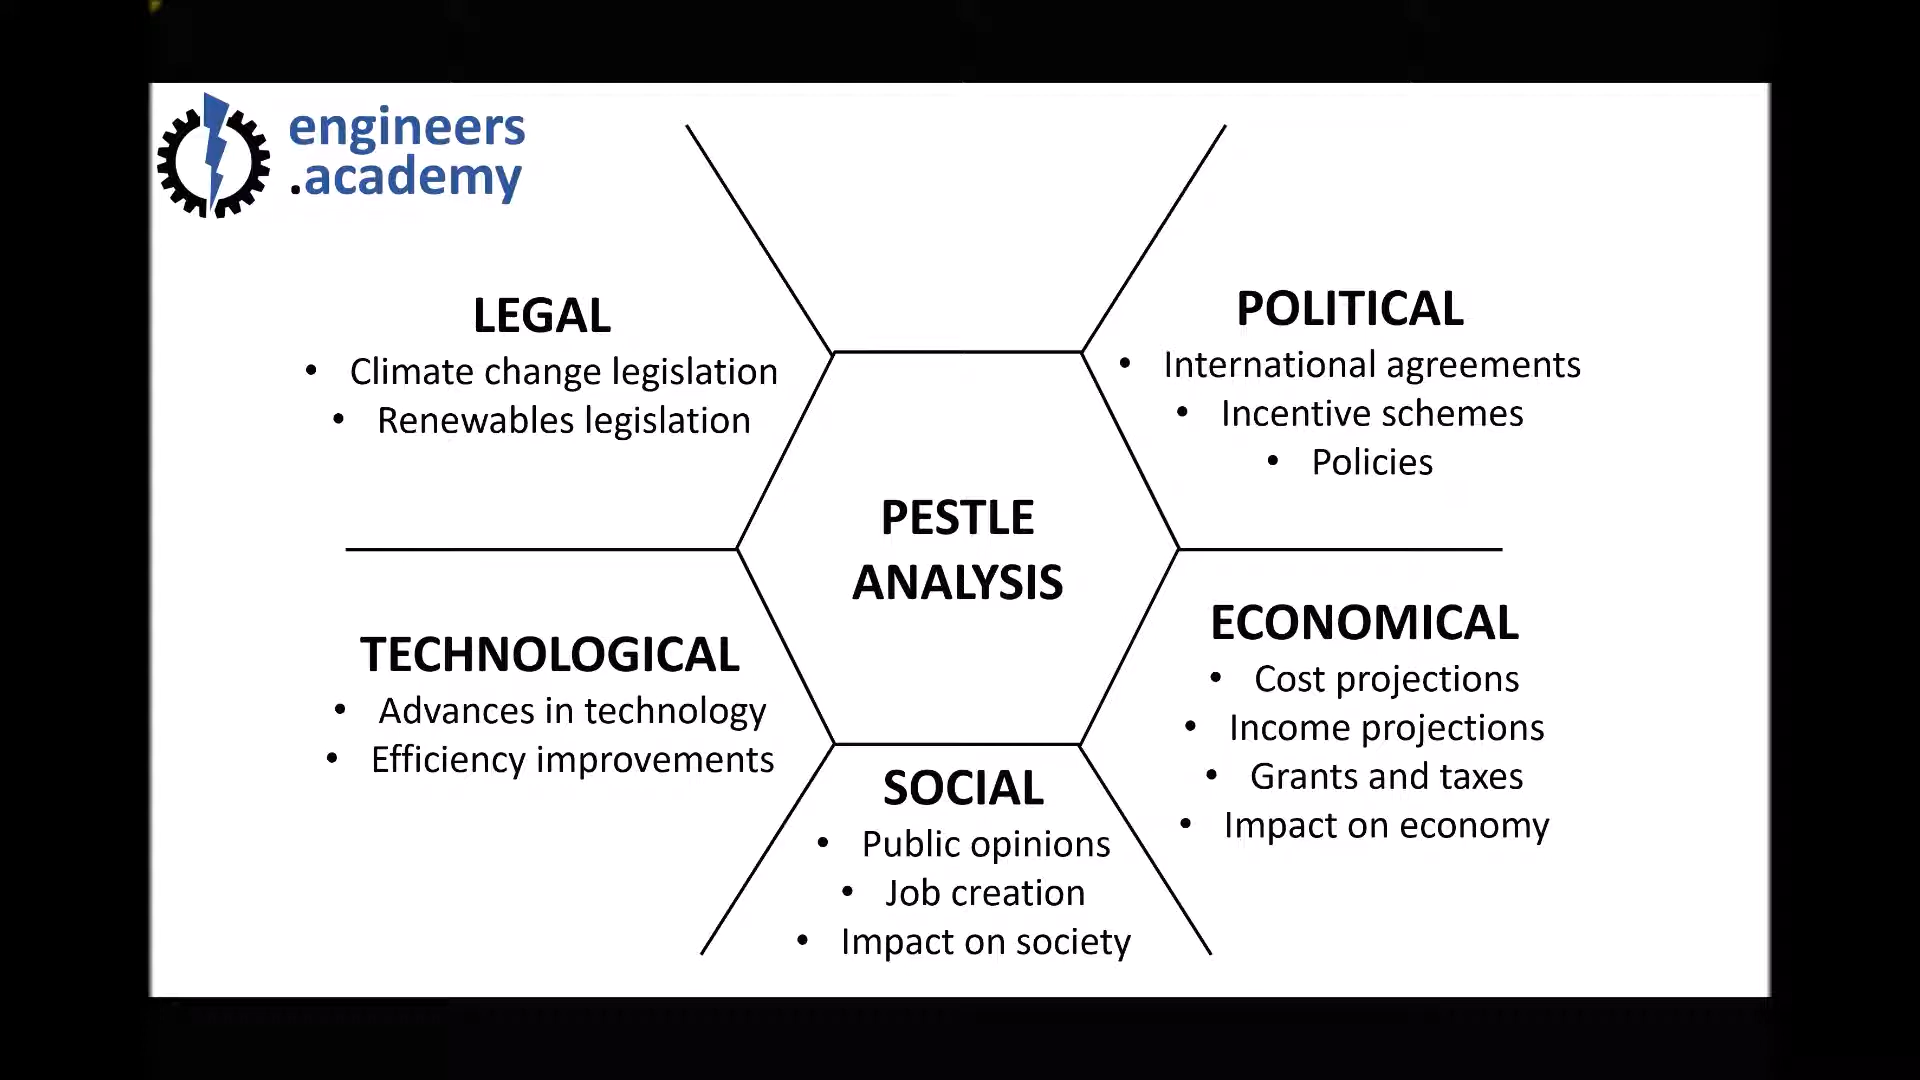 engineers
.academy
LEGAL
• Climate change legislation
• Renewables legislation
POLITICAL
• International agreements
• Incentive schemes
• Policies
PESTLE
ANALYSIS
TECHNOLOGICAL
• Advances in technology
• Efficiency improvements
ECONOMICAL
• Cost projections
• Income projections
• Grants and taxes
• Impact on economy
SOCIAL
• Public opinions
• Job creation
• Impact on society